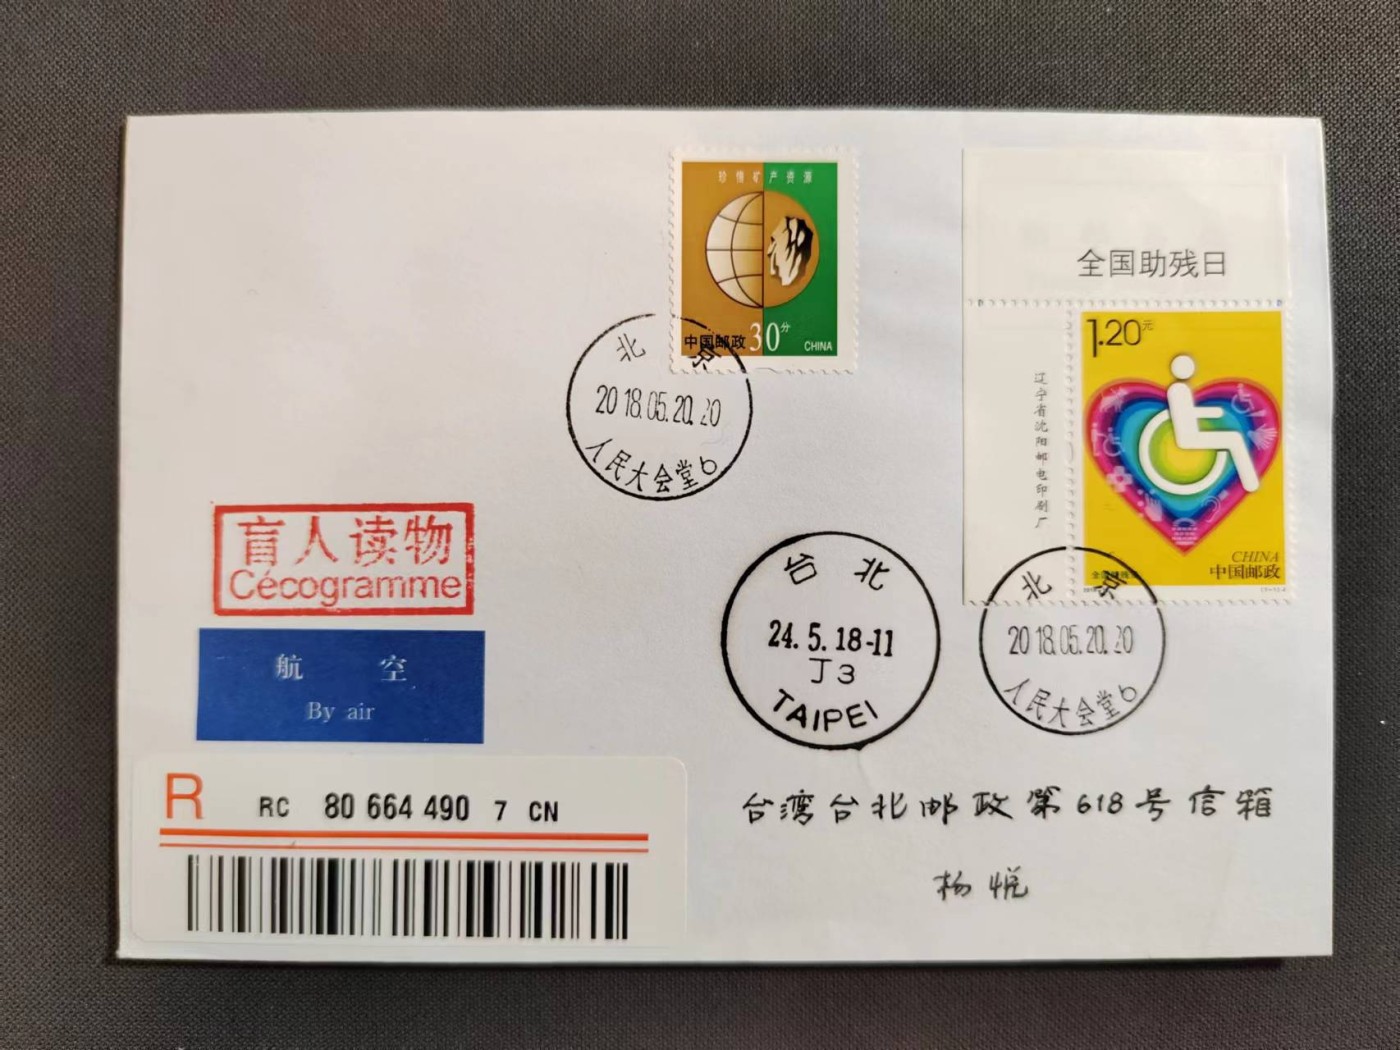 珍惜矿产资源
中国邮政 30分
CHINA
全国助残日
1.20元
辽宁省沈阳邮电印刷厂
CHINA
中国邮政
全国助残日
北京
2018.05.20.20
人民大会堂6
盲人读物
Cécogramme
航空
By air
台北
24.5.18-11
J3
TAIPEI
北京
2018.05.20.20
人民大会堂6
R
RC 80 664 490 7 CN
台湾台北邮政第618号信箱
杨悦